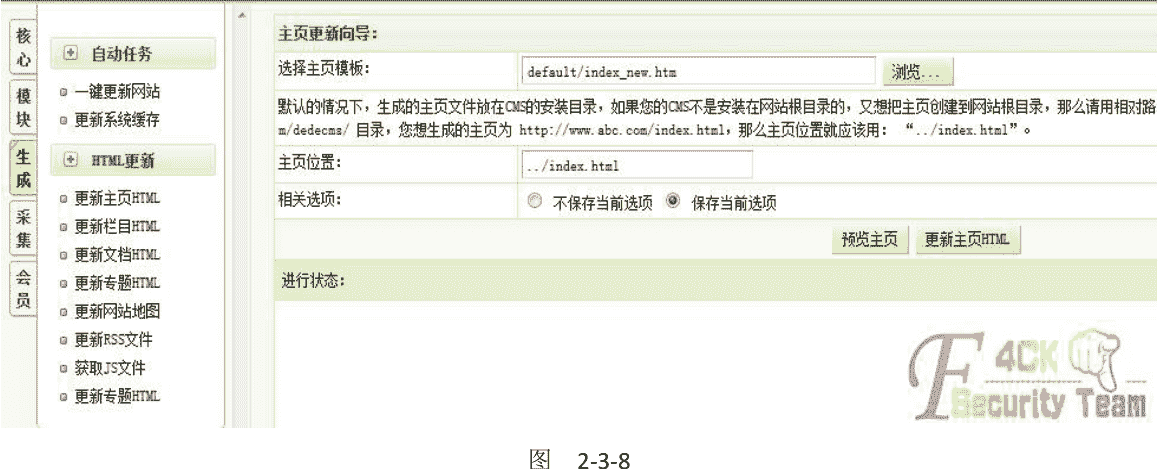 核心
模块
生成
采集
会员
自动任务
一键更新网站
更新系统缓存
HTML更新
更新主页HTML
更新栏目HTML
更新文档HTML
更新专题HTML
更新网站地图
更新RSS文件
获取JS文件
更新专题HTML
主页更新向导:
选择主页模板: default/index_new.htm 浏览...
默认的情况下，生成的主页文件放在CMS的安装目录，如果您的CMS不是安装在网站根目录的，又想把主页创建到网站根目录，那么请用相对路
m/dedecms/ 目录，您想生成的主页为 http://www.abc.com/index.html，那么主页位置就应该用： “../index.html”。
主页位置: ../index.html
相关选项: 不保存当前选项 保存当前选项
预览主页 更新主页HTML
进行状态:
F4CK
Security Team
图 2-3-8